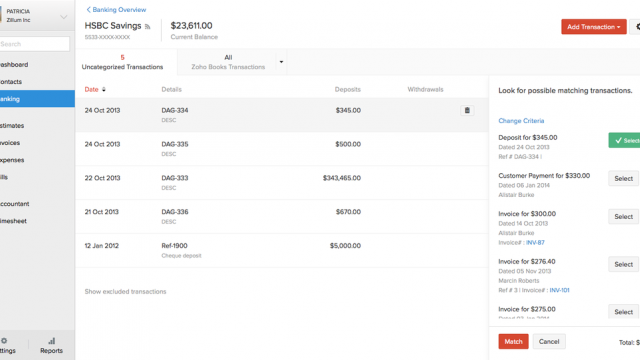 PATRICIA
Zillum Inc
ashboard
ontacts
anking
stimates
nvoices
xpenses
ills
ccountant
imesheet
ttings
Reports
Banking Overview
HSBC Savings
5533-XXXX-XXXX
$23,611.00
Current Balance
Add Transaction
5
Uncategorized Transactions
All
Zoho Books Transactions
Date Details Deposits Withdrawals
24 Oct 2013 DAG-334 $345.00
DESC
24 Oct 2013 DAG-335 $500.00
DESC
22 Oct 2013 DAG-333 $343,465.00
DESC
21 Oct 2013 DAG-336 $670.00
DESC
12 Jan 2012 Ref-1900 $5,000.00
Cheque deposit
Show excluded transactions
Look for possible matching transactions.
Change Criteria
Deposit for $345.00
Dated 24 Oct 2013
Ref # DAG-334 |
Select
Customer Payment for $330.00
Dated 06 Jan 2014
Alistair Burke
Select
Invoice for $300.00
Dated 14 Oct 2013
Alistair Burke
Invoice# : INV-87
Select
Invoice for $276.40
Dated 05 Nov 2013
Marcin Roberts
Ref # 3 | Invoice# : INV-101
Select
Invoice for $275.00
Select
Match
Cancel
Total: $